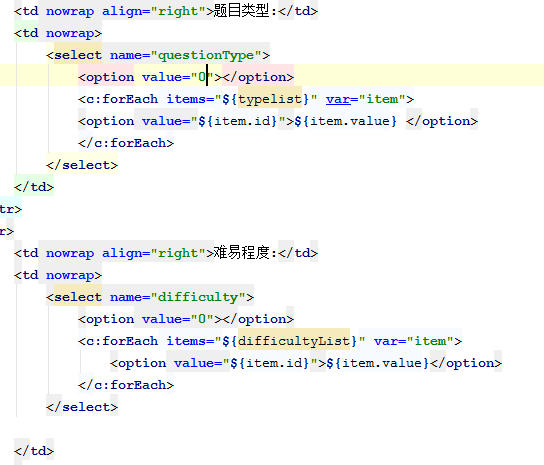 <td nowrap align="right">题目类型:</td>
<td nowrap>
<select name="questionType">
<option value="0"></option>
<c:forEach items="${typelist}" var="item">
<option value="${item.id}">${item.value} </option>
</c:forEach>
</select>
</td>
tr>
r>
<td nowrap align="right">难易程度:</td>
<td nowrap>
<select name="difficulty">
<option value="0"></option>
<c:forEach items="${difficultyList}" var="item">
<option value="${item.id}">${item.value}</option>
</c:forEach>
</select>
</td>